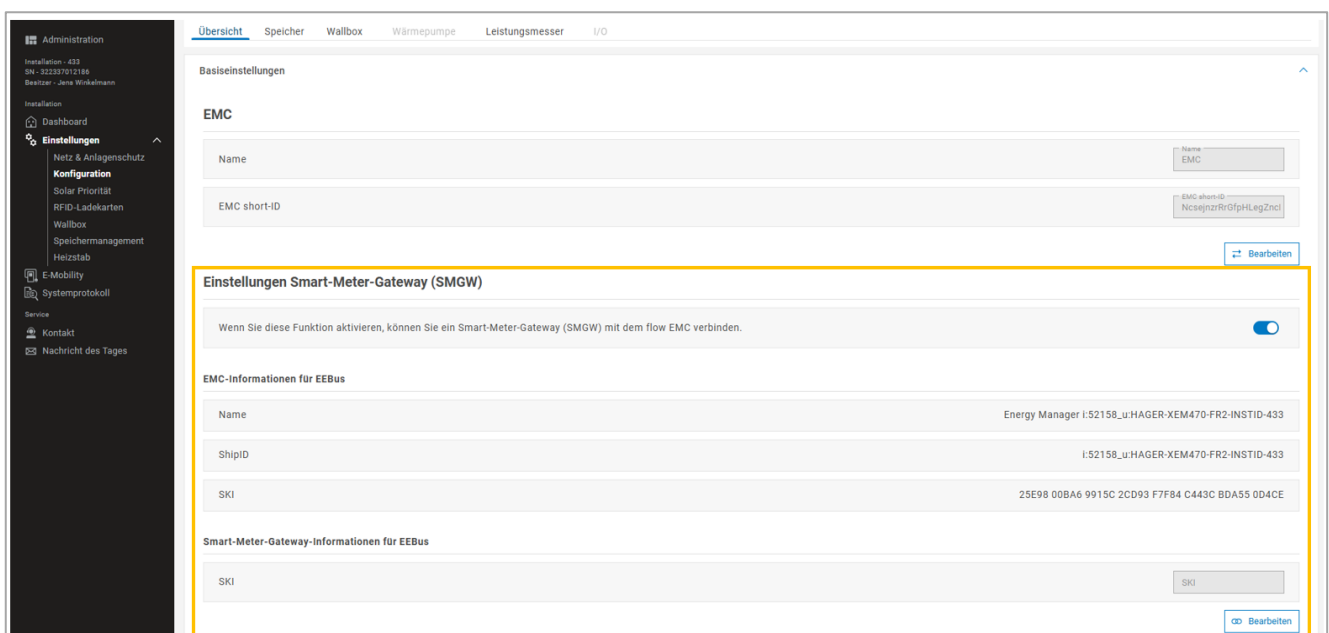 Administration
Installation - 433
SN - 322337012186
Besitzer - Jens Winkelmann
Installation
Dashboard
Einstellungen
Netz & Anlagenschutz
Konfiguration
Solar Priorität
RFID-Ladekarten
Wallbox
Speichermanagement
Heizstab
E-Mobility
Systemprotokoll
Service
Kontakt
Nachricht des Tages
Übersicht Speicher Wallbox Wärmepumpe Leistungsmesser I/O
Basiseinstellungen
EMC
Name
Name
EMC
EMC short-ID
EMC short-ID
NcsejnzrRrGfpHLegZnci
Bearbeiten
Einstellungen Smart-Meter-Gateway (SMGW)
Wenn Sie diese Funktion aktivieren, können Sie ein Smart-Meter-Gateway (SMGW) mit dem flow EMC verbinden.
EMC-Informationen für EEBus
Name Energy Manager i:52158_u:HAGER-XEM470-FR2-INSTID-433
ShipID i:52158_u:HAGER-XEM470-FR2-INSTID-433
SKI 25E98 00BA6 9915C 2CD93 F7F84 C443C BDA55 0D4CE
Smart-Meter-Gateway-Informationen für EEBus
SKI SKI
Bearbeiten